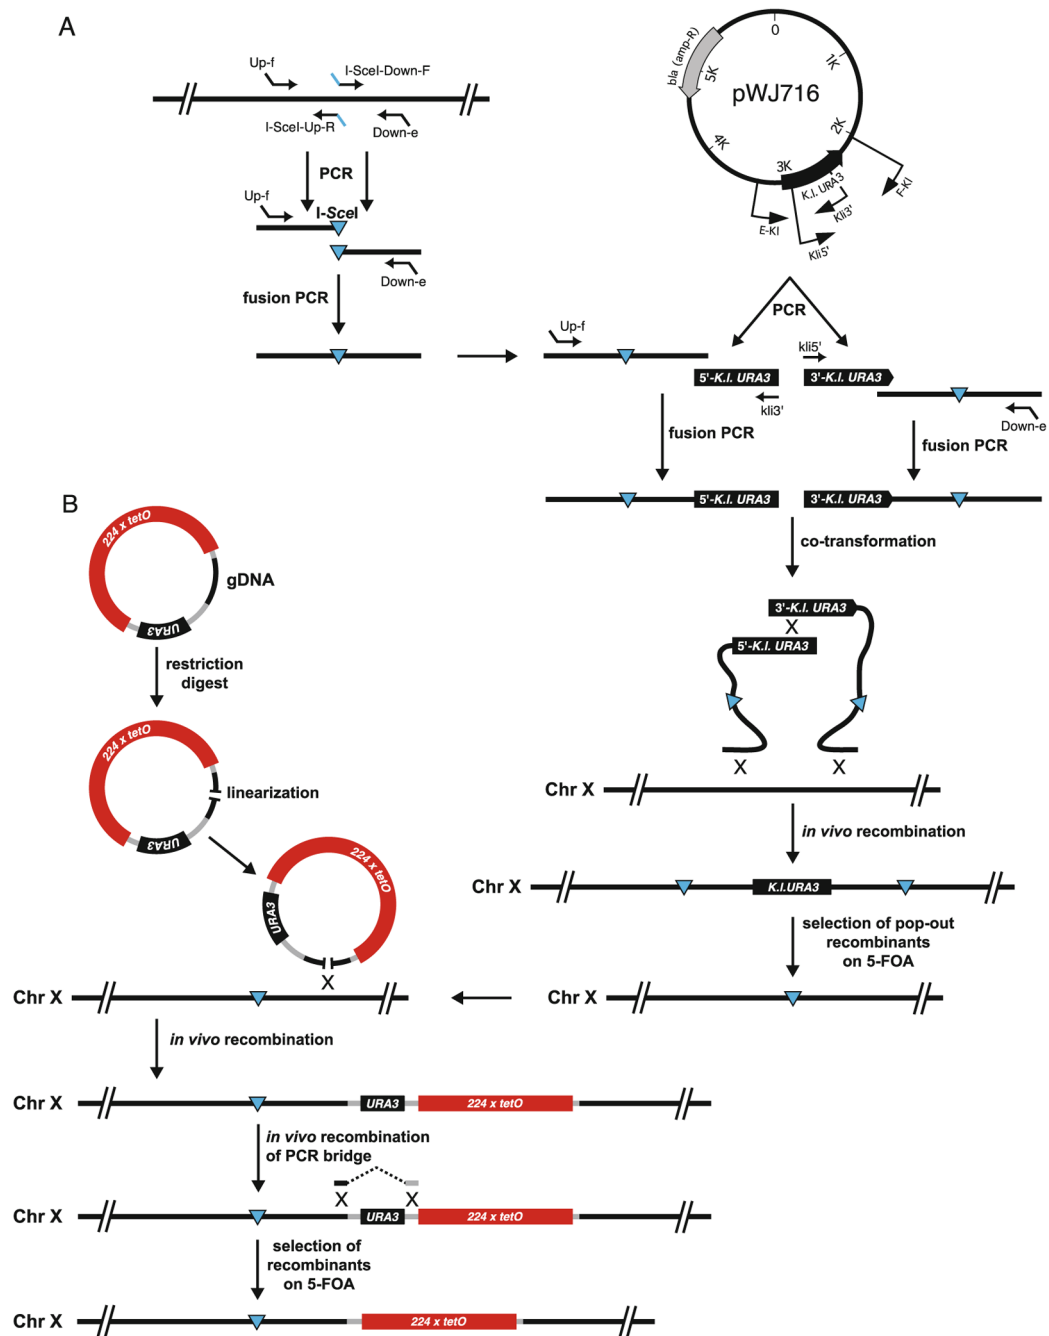 A
Up-f
I-SceI-Down-F
I-SceI-Up-R
Down-e
PCR
Up-f
I-SceI
Down-e
fusion PCR
0
1K
2K
3K
4K
5K
bla (amp-R)
pWJ716
K.l. URA3
F-Kl
Kli3'
E-Kl
Kli5'
PCR
Up-f
kli5'
5'-K.l. URA3
3'-K.l. URA3
kli3'
Down-e
fusion PCR
fusion PCR
5'-K.l. URA3
3'-K.l. URA3
co-transformation
3'-K.l. URA3
X
5'-K.l. URA3
X
X
Chr X
in vivo recombination
Chr X
K.l.URA3
selection of pop-out
recombinants
on 5-FOA
Chr X
B
224 x tetO
gDNA
URA3
restriction
digest
224 x tetO
linearization
URA3
224 x tetO
URA3
X
Chr X
in vivo recombination
Chr X
URA3
224 x tetO
in vivo recombination
of PCR bridge
X
X
Chr X
URA3
224 x tetO
selection of
recombinants
on 5-FOA
Chr X
224 x tetO